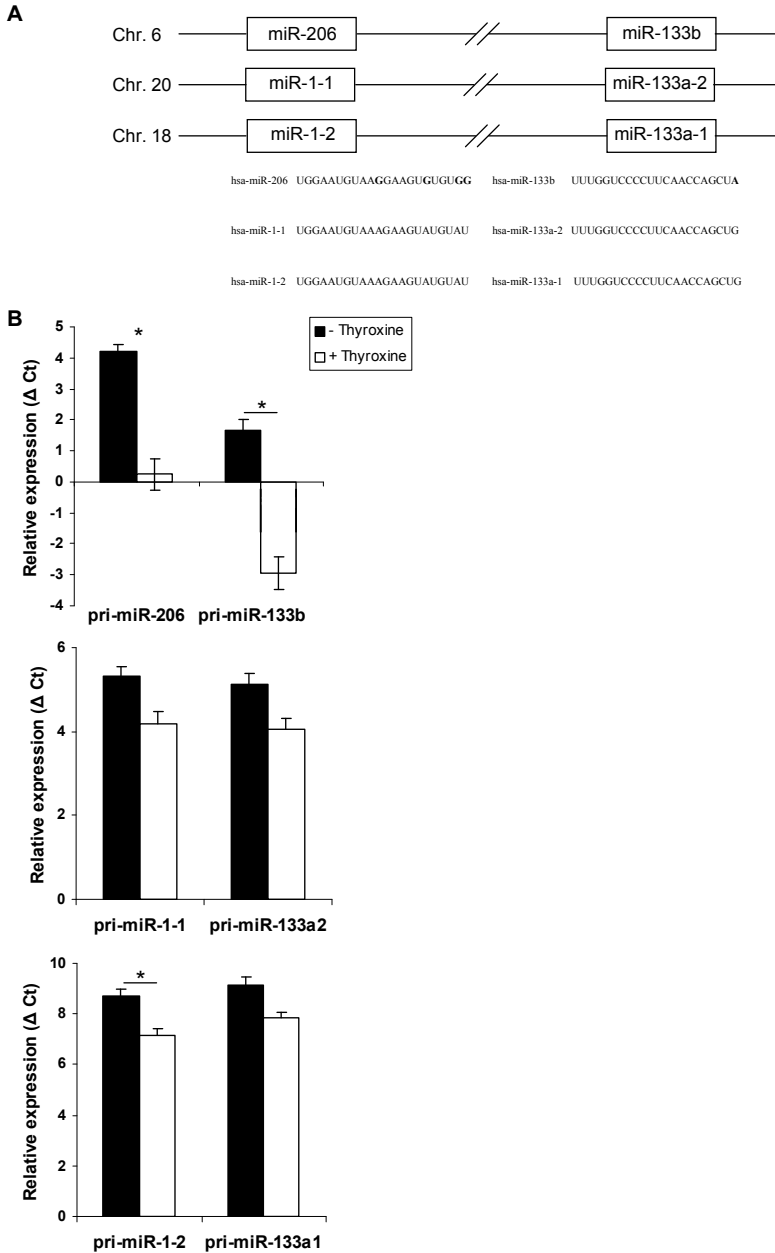 A
Chr. 6 miR-206 miR-133b
Chr. 20 miR-1-1 miR-133a-2
Chr. 18 miR-1-2 miR-133a-1
hsa-miR-206 UGGAAUGUAAGGAAGUGUGUGG hsa-miR-133b UUUGGUCCCCUUCAACCAGCUA
hsa-miR-1-1 UGGAAUGUAAAGAAGUAUGUAU hsa-miR-133a-2 UUUGGUCCCCUUCAACCAGCUG
hsa-miR-1-2 UGGAAUGUAAAGAAGUAUGUAU hsa-miR-133a-1 UUUGGUCCCCUUCAACCAGCUG
B
Relative expression (Δ Ct)
5
4
3
2
1
0
-1
-2
-3
-4
*
*
- Thyroxine
+ Thyroxine
pri-miR-206 pri-miR-133b
Relative expression (Δ Ct)
6
4
2
0
pri-miR-1-1 pri-miR-133a2
Relative expression (Δ Ct)
10
8
6
4
2
0
*
pri-miR-1-2 pri-miR-133a1